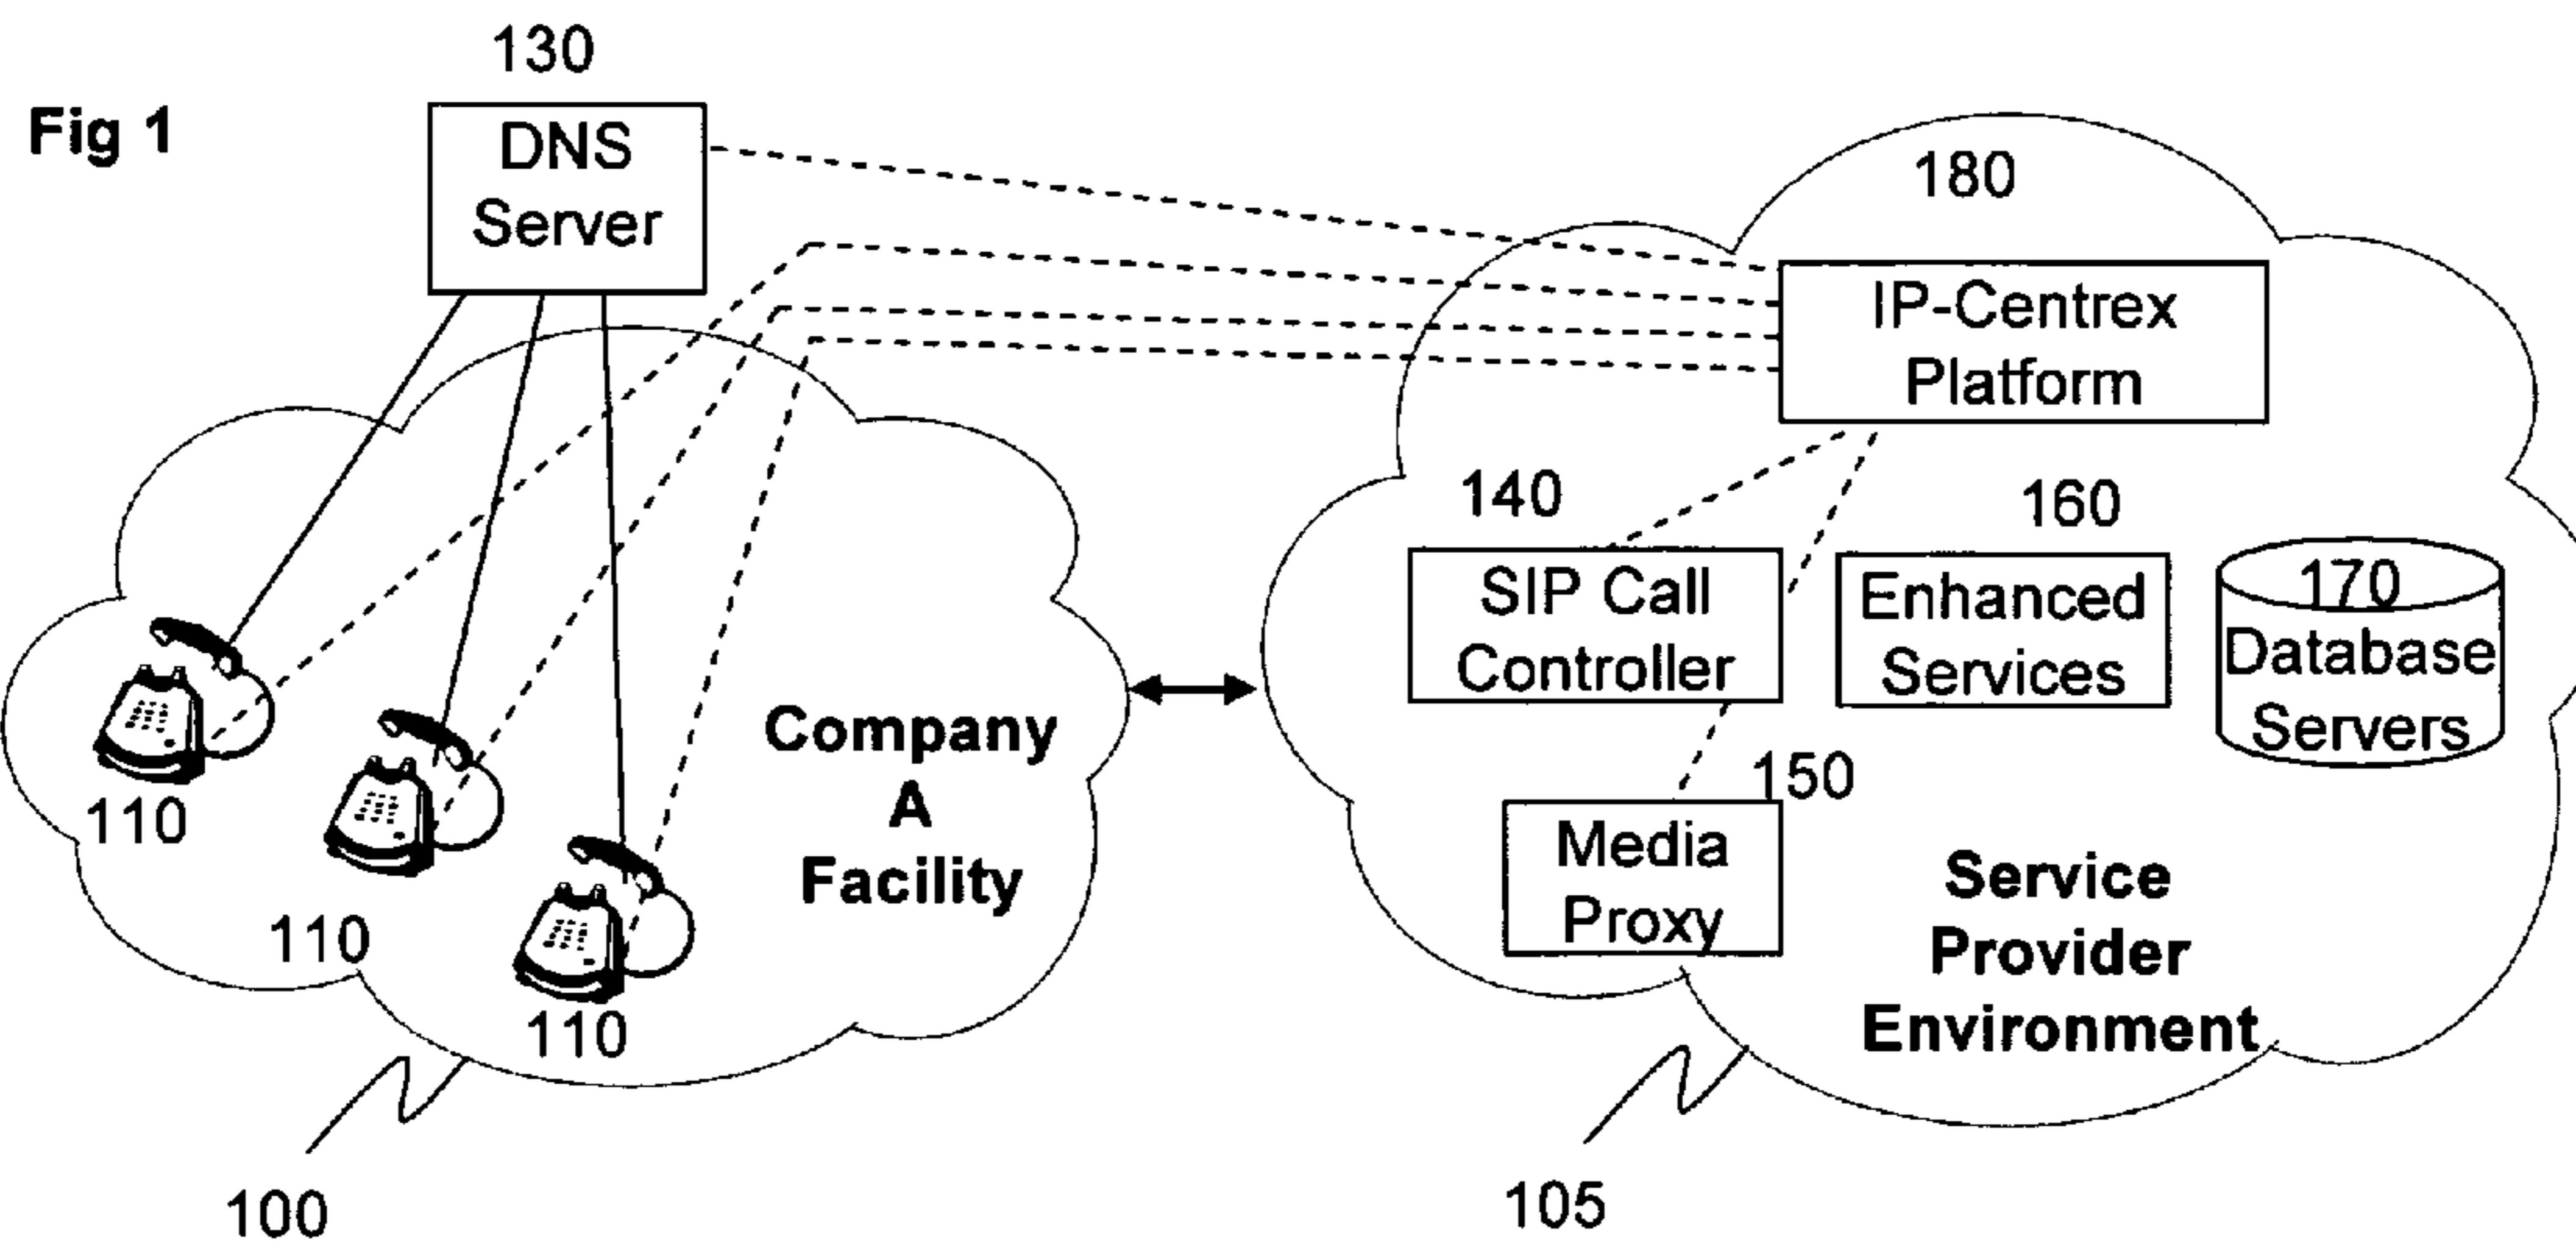 130
Fig 1
DNS
Server
180
IP-Centrex
Platform
140
160
SIP Call
Controller
Enhanced
Services
170
Database
Servers
150
Media
Proxy
Company
A
Facility
Service
Provider
Environment
110
110
110
100
105